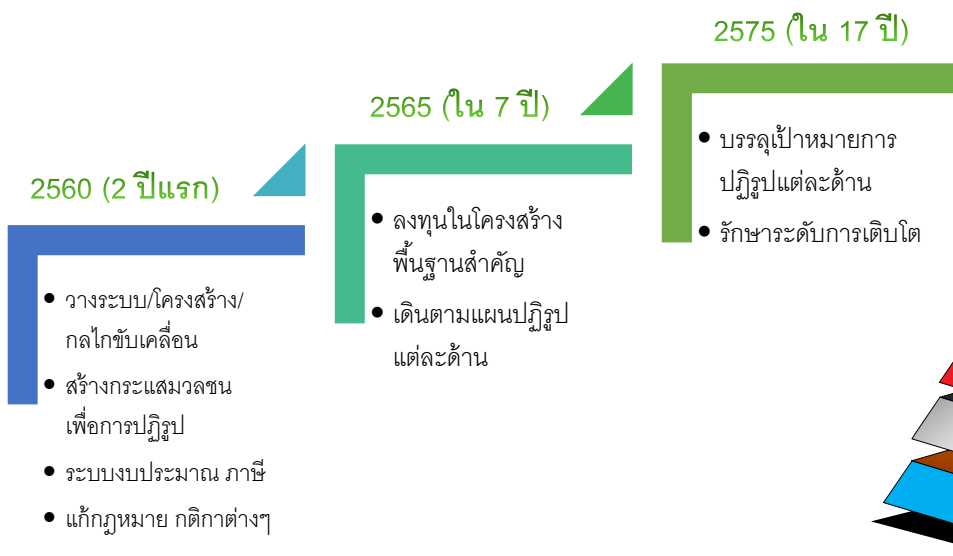 2560 (2 ปีแรก)
• วางระบบ/โครงสร้าง/
กลไกขับเคลื่อน
• สร้างกระแสมวลชน
เพื่อการปฏิรูป
• ระบบงบประมาณ ภาษี
• แก้กฎหมาย กติกาต่างๆ
2565 (ใน 7 ปี)
• ลงทุนในโครงสร้าง
พื้นฐานสำคัญ
• เดินตามแผนปฏิรูป
แต่ละด้าน
2575 (ใน 17 ปี)
• บรรลุเป้าหมายการ
ปฏิรูปแต่ละด้าน
• รักษาระดับการเติบโต